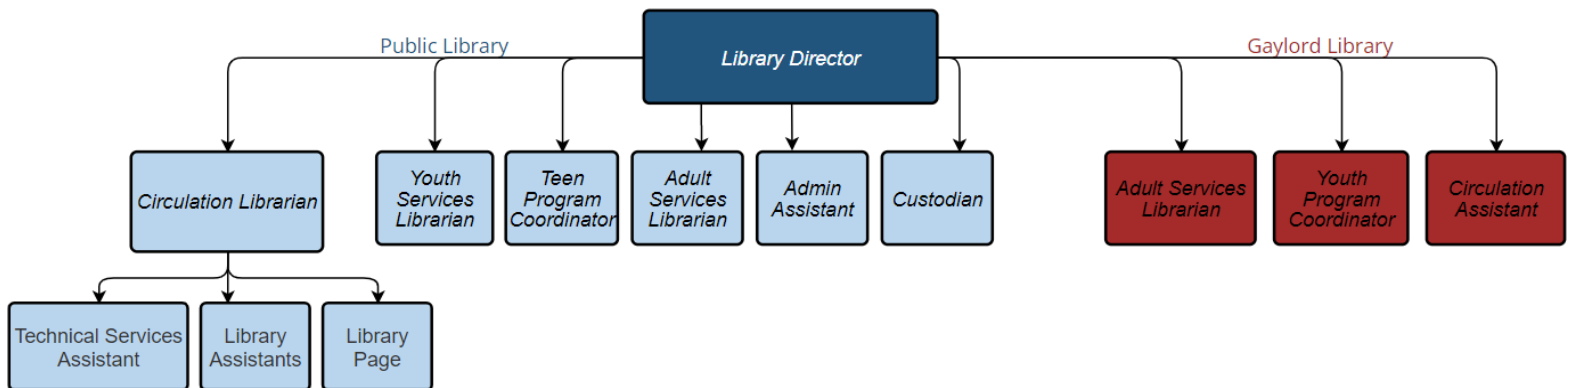 Public Library
Library Director
Gaylord Library
Circulation Librarian
Youth
Services
Librarian
Teen
Program
Coordinator
Adult
Services
Librarian
Admin
Assistant
Custodian
Adult Services
Librarian
Youth
Program
Coordinator
Circulation
Assistant
Technical Services
Assistant
Library
Assistants
Library
Page